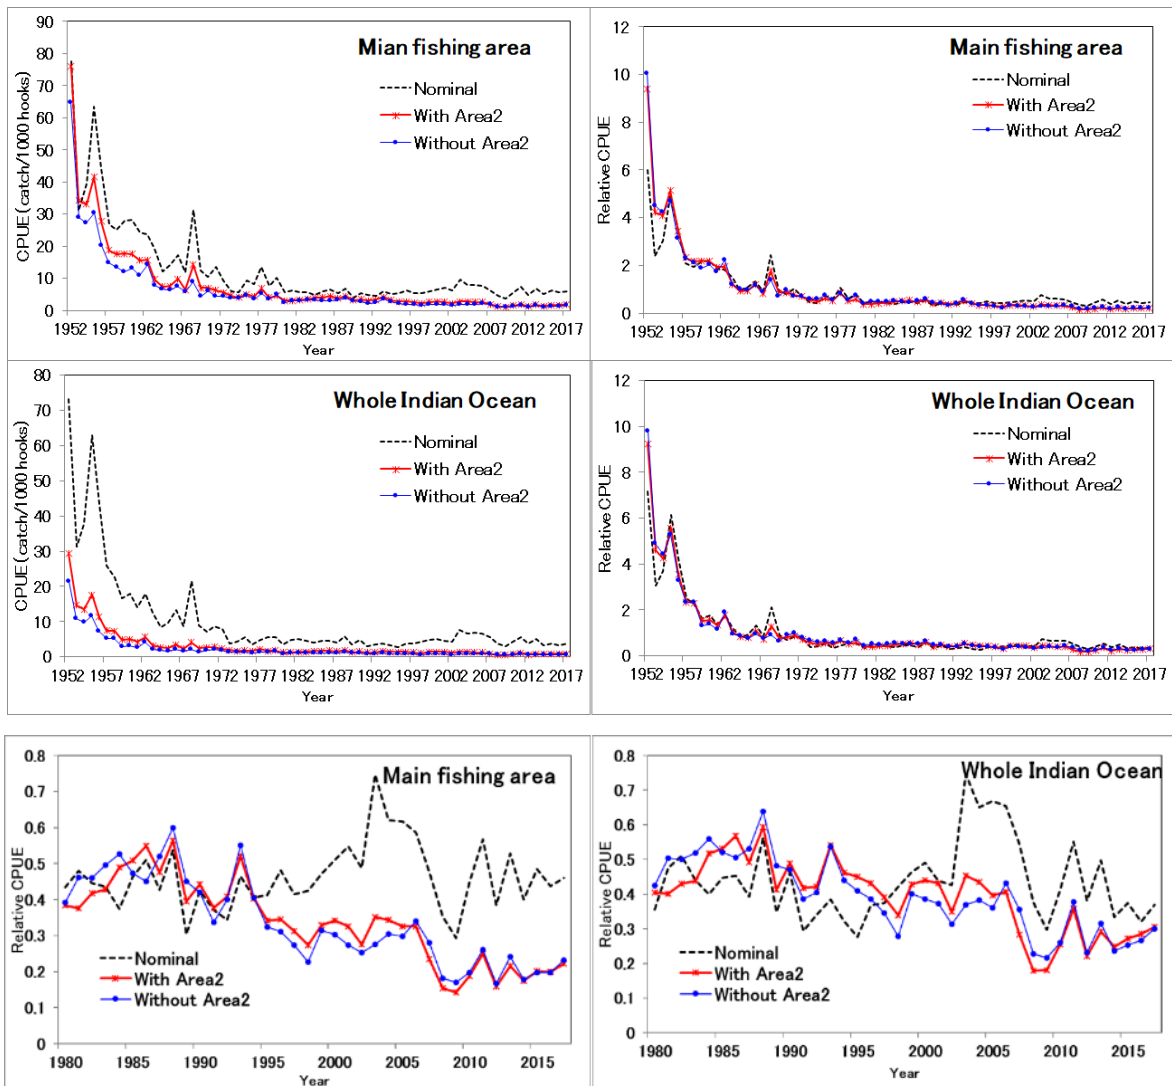 90
80
70
60
50
40
30
20
10
0
CPUE (catch/1000 hooks)
Mian fishing area
Nominal
With Area2
Without Area2
1952 1957 1962 1967 1972 1977 1982 1987 1992 1997 2002 2007 2012 2017
Year
12
10
8
6
4
2
0
Relative CPUE
Main fishing area
Nominal
With Area2
Without Area2
1952 1957 1962 1967 1972 1977 1982 1987 1992 1997 2002 2007 2012 2017
Year
80
70
60
50
40
30
20
10
0
CPUE (catch/1000 hooks)
Whole Indian Ocean
Nominal
With Area2
Without Area2
1952 1957 1962 1967 1972 1977 1982 1987 1992 1997 2002 2007 2012 2017
Year
12
10
8
6
4
2
0
Relative CPUE
Whole Indian Ocean
Nominal
With Area2
Without Area2
1952 1957 1962 1967 1972 1977 1982 1987 1992 1997 2002 2007 2012 2017
Year
0.8
0.7
0.6
0.5
0.4
0.3
0.2
0.1
0
Relative CPUE
Main fishing area
Nominal
With Area2
Without Area2
1980 1985 1990 1995 2000 2005 2010 2015
Year
0.8
0.7
0.6
0.5
0.4
0.3
0.2
0.1
0
Relative CPUE
Whole Indian Ocean
Nominal
With Area2
Without Area2
1980 1985 1990 1995 2000 2005 2010 2015
Year